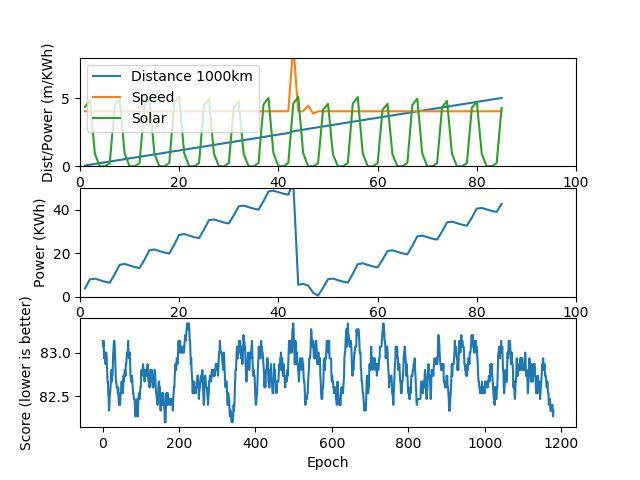 Dist/Power (m/KWh)
5
0
Distance 1000km
Speed
Solar
0 20 40 60 80 100
Power (KWh)
40
20
0
0 20 40 60 80 100
Score (lower is better)
83.0
82.5
0 200 400 600 800 1000 1200
Epoch